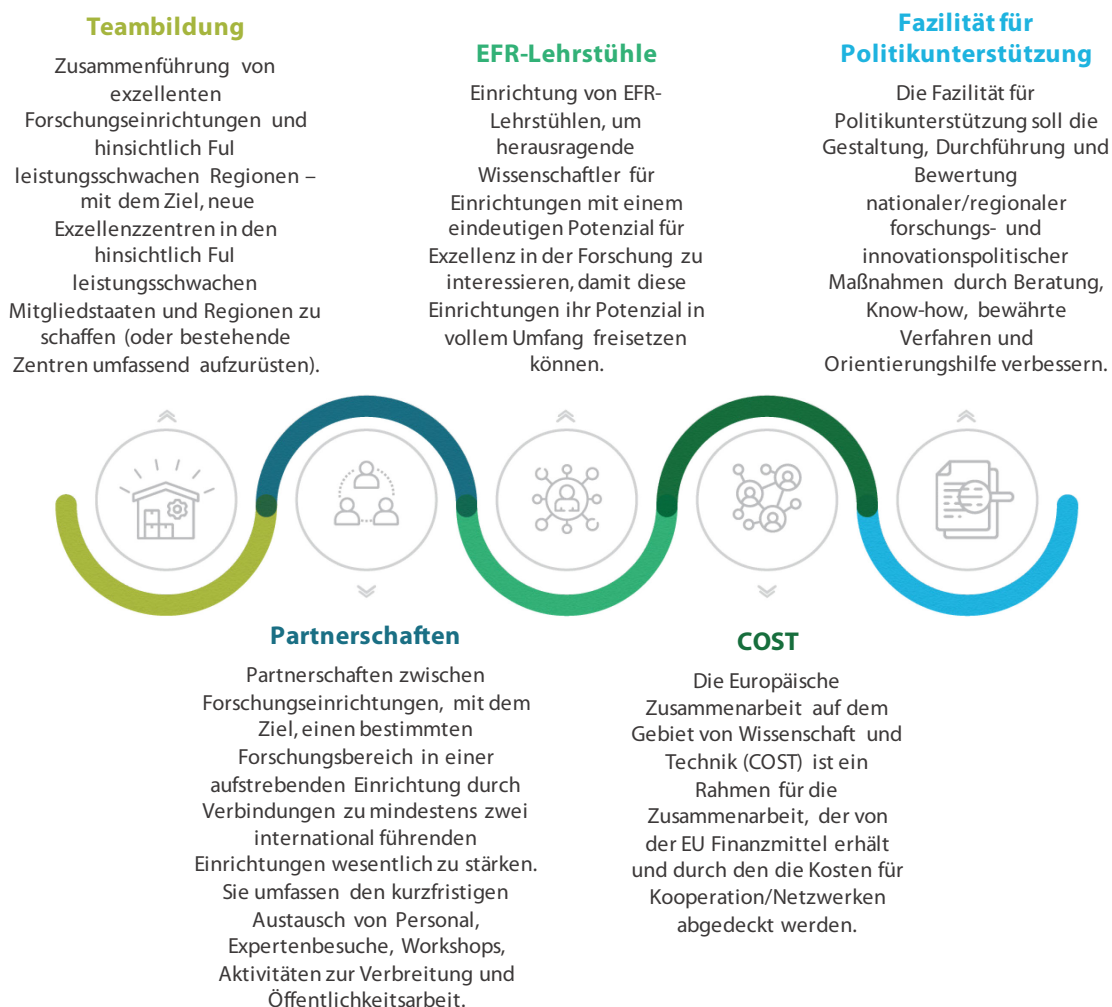 Teambildung
Zusammenführung von
exzellenten
Forschungseinrichtungen und
hinsichtlich FuI
leistungsschwachen Regionen –
mit dem Ziel, neue
Exzellenzzentren in den
hinsichtlich FuI
leistungsschwachen
Mitgliedstaaten und Regionen zu
schaffen (oder bestehende
Zentren umfassend aufzurüsten).
EFR-Lehrstühle
Einrichtung von EFR-
Lehrstühlen, um
herausragende
Wissenschaftler für
Einrichtungen mit einem
eindeutigen Potenzial für
Exzellenz in der Forschung zu
interessieren, damit diese
Einrichtungen ihr Potenzial in
vollem Umfang freisetzen
können.
Fazilität für
Politikunterstützung
Die Fazilität für
Politikunterstützung soll die
Gestaltung, Durchführung und
Bewertung
nationaler/regionaler
forschungs- und
innovationspolitischer
Maßnahmen durch Beratung,
Know-how, bewährte
Verfahren und
Orientierungshilfe verbessern.
Partnerschaften
Partnerschaften zwischen
Forschungseinrichtungen, mit dem
Ziel, einen bestimmten
Forschungsbereich in einer
aufstrebenden Einrichtung durch
Verbindungen zu mindestens zwei
international führenden
Einrichtungen wesentlich zu stärken.
Sie umfassen den kurzfristigen
Austausch von Personal,
Expertenbesuche, Workshops,
Aktivitäten zur Verbreitung und
Öffentlichkeitsarbeit.
COST
Die Europäische
Zusammenarbeit auf dem
Gebiet von Wissenschaft und
Technik (COST) ist ein
Rahmen für die
Zusammenarbeit, der von
der EU Finanzmittel erhält
und durch den die Kosten für
Kooperation/Netzwerken
abgedeckt werden.